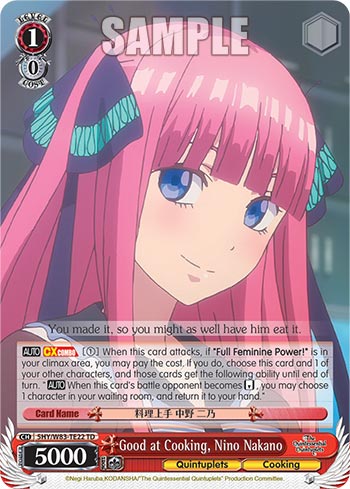 LEVEL
1
0
COST
SAMPLE
You made it, so you might as well have him eat it.
AUTO CX COMBO [①] When this card attacks, if "Full Feminine Power!" is in your
climax area, you may pay the cost. If you do, choose this card and 1 of
your other characters, and those cards get the following ability until end of
turn. "AUTO When this card's battle opponent becomes , you may choose
1 character in your waiting room, and return it to your hand."
Card Name
料理上手 中野 二乃
CH
5HY/W83-TE22 TD
Good at Cooking, Nino Nakano
POWER
5000
Quintuplets
Cooking
The
Quintessential
Quintuplets
©Negi Haruba,KODANSHA/"The Quintessential Quintuplets" Production Committee.